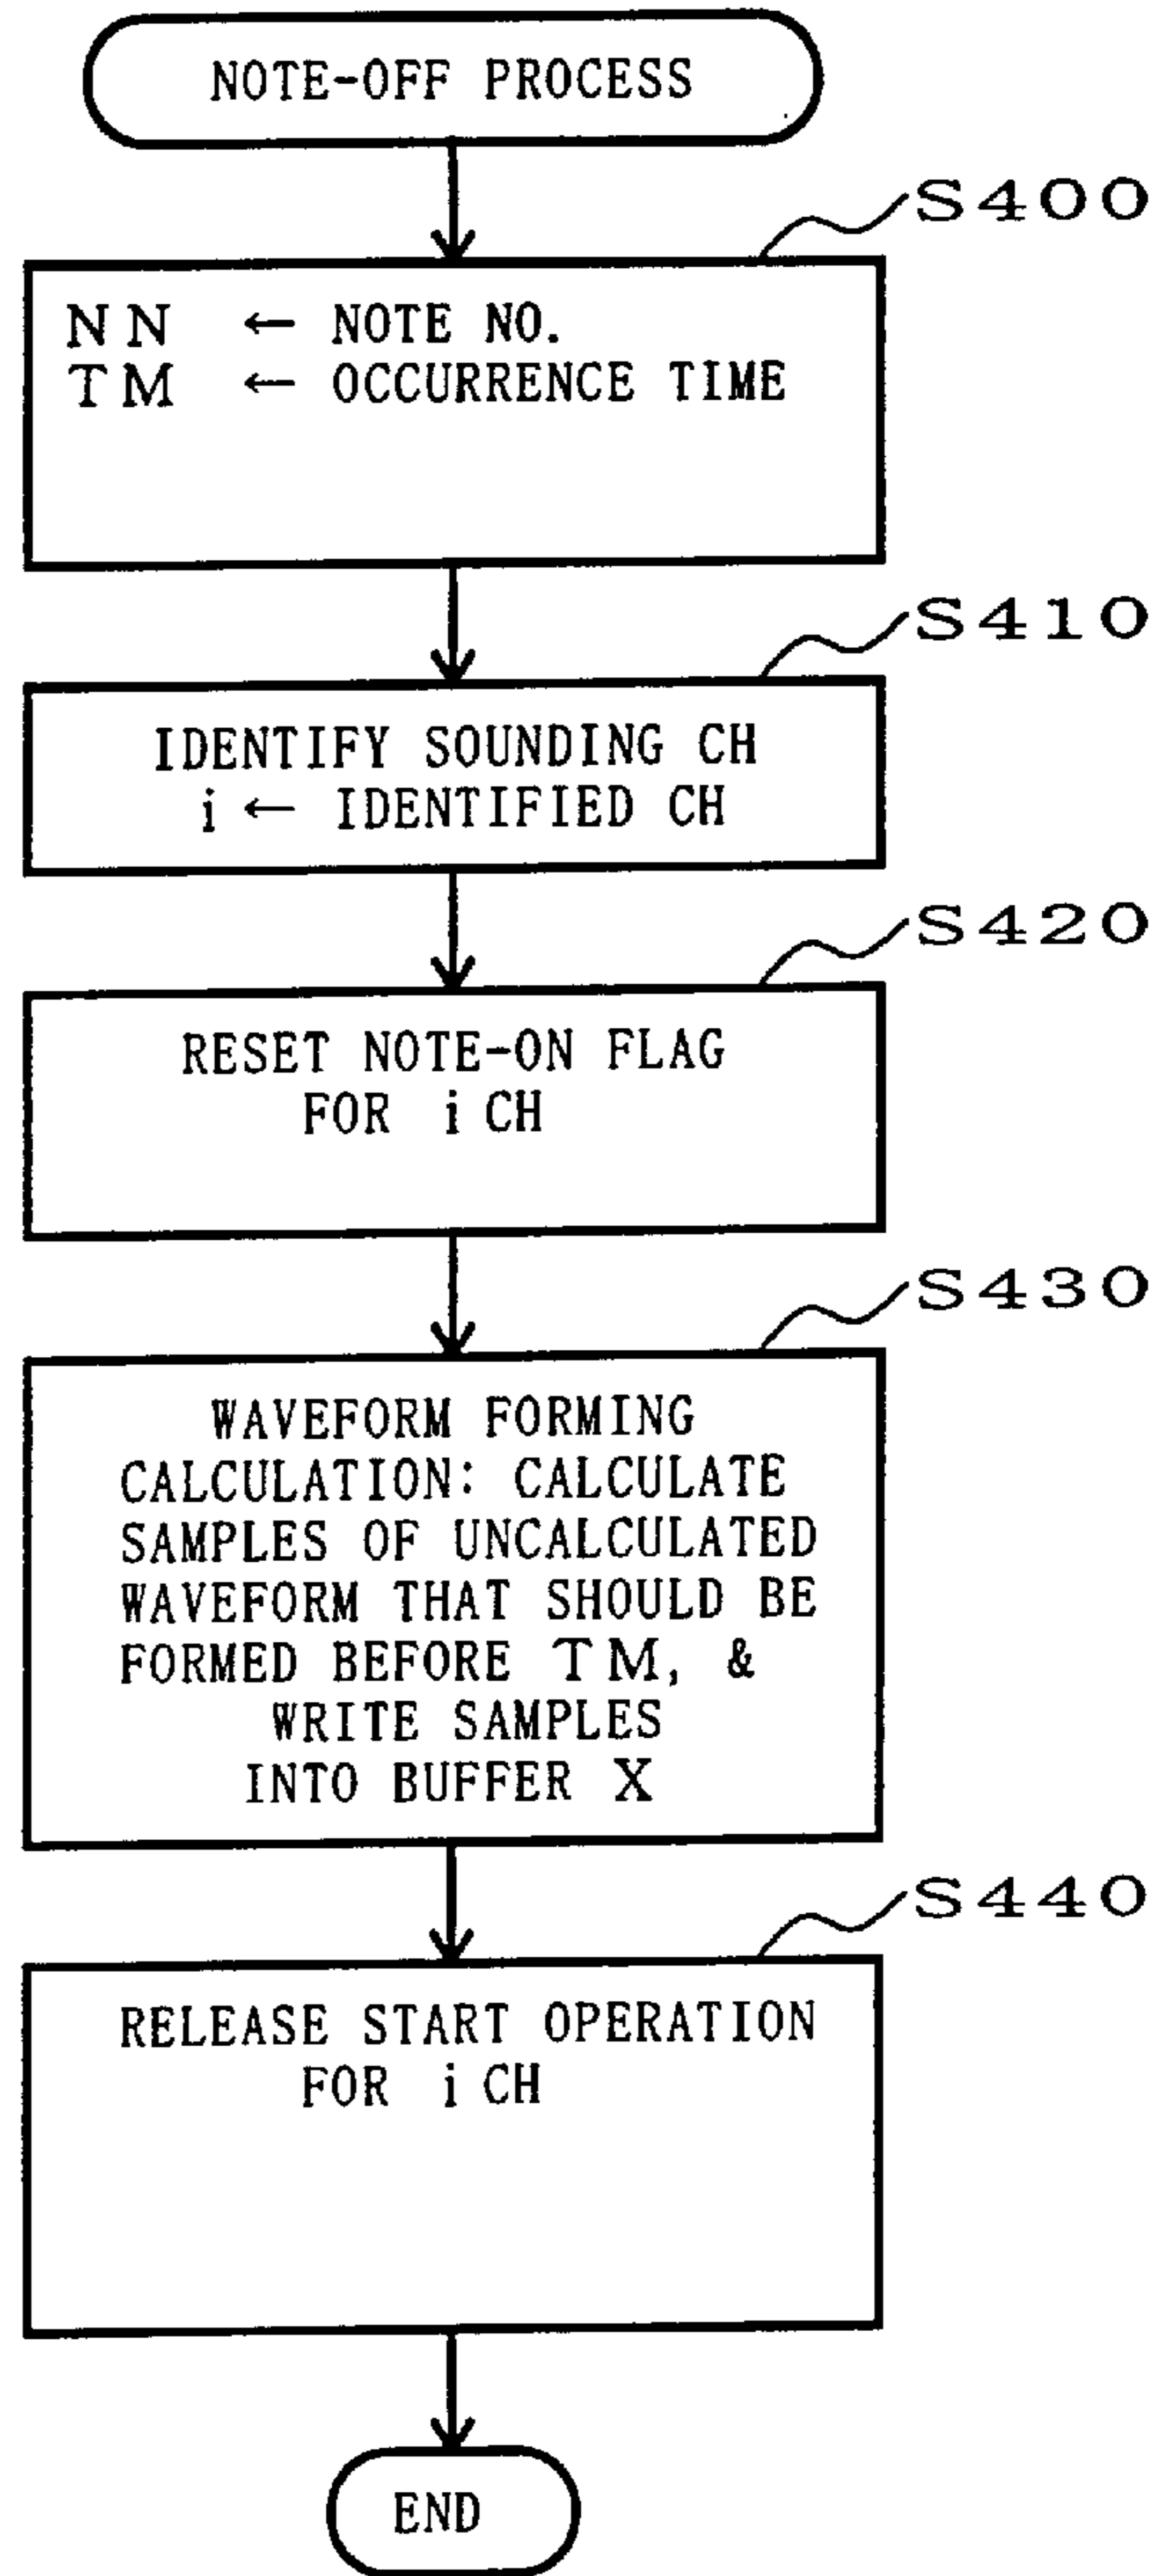 NOTE-OFF PROCESS
S400
NN ← NOTE NO.
TM ← OCCURRENCE TIME
S410
IDENTIFY SOUNDING CH
i ← IDENTIFIED CH
S420
RESET NOTE-ON FLAG
FOR i CH
S430
WAVEFORM FORMING
CALCULATION: CALCULATE
SAMPLES OF UNCALCULATED
WAVEFORM THAT SHOULD BE
FORMED BEFORE TM, &
WRITE SAMPLES
INTO BUFFER X
S440
RELEASE START OPERATION
FOR i CH
END